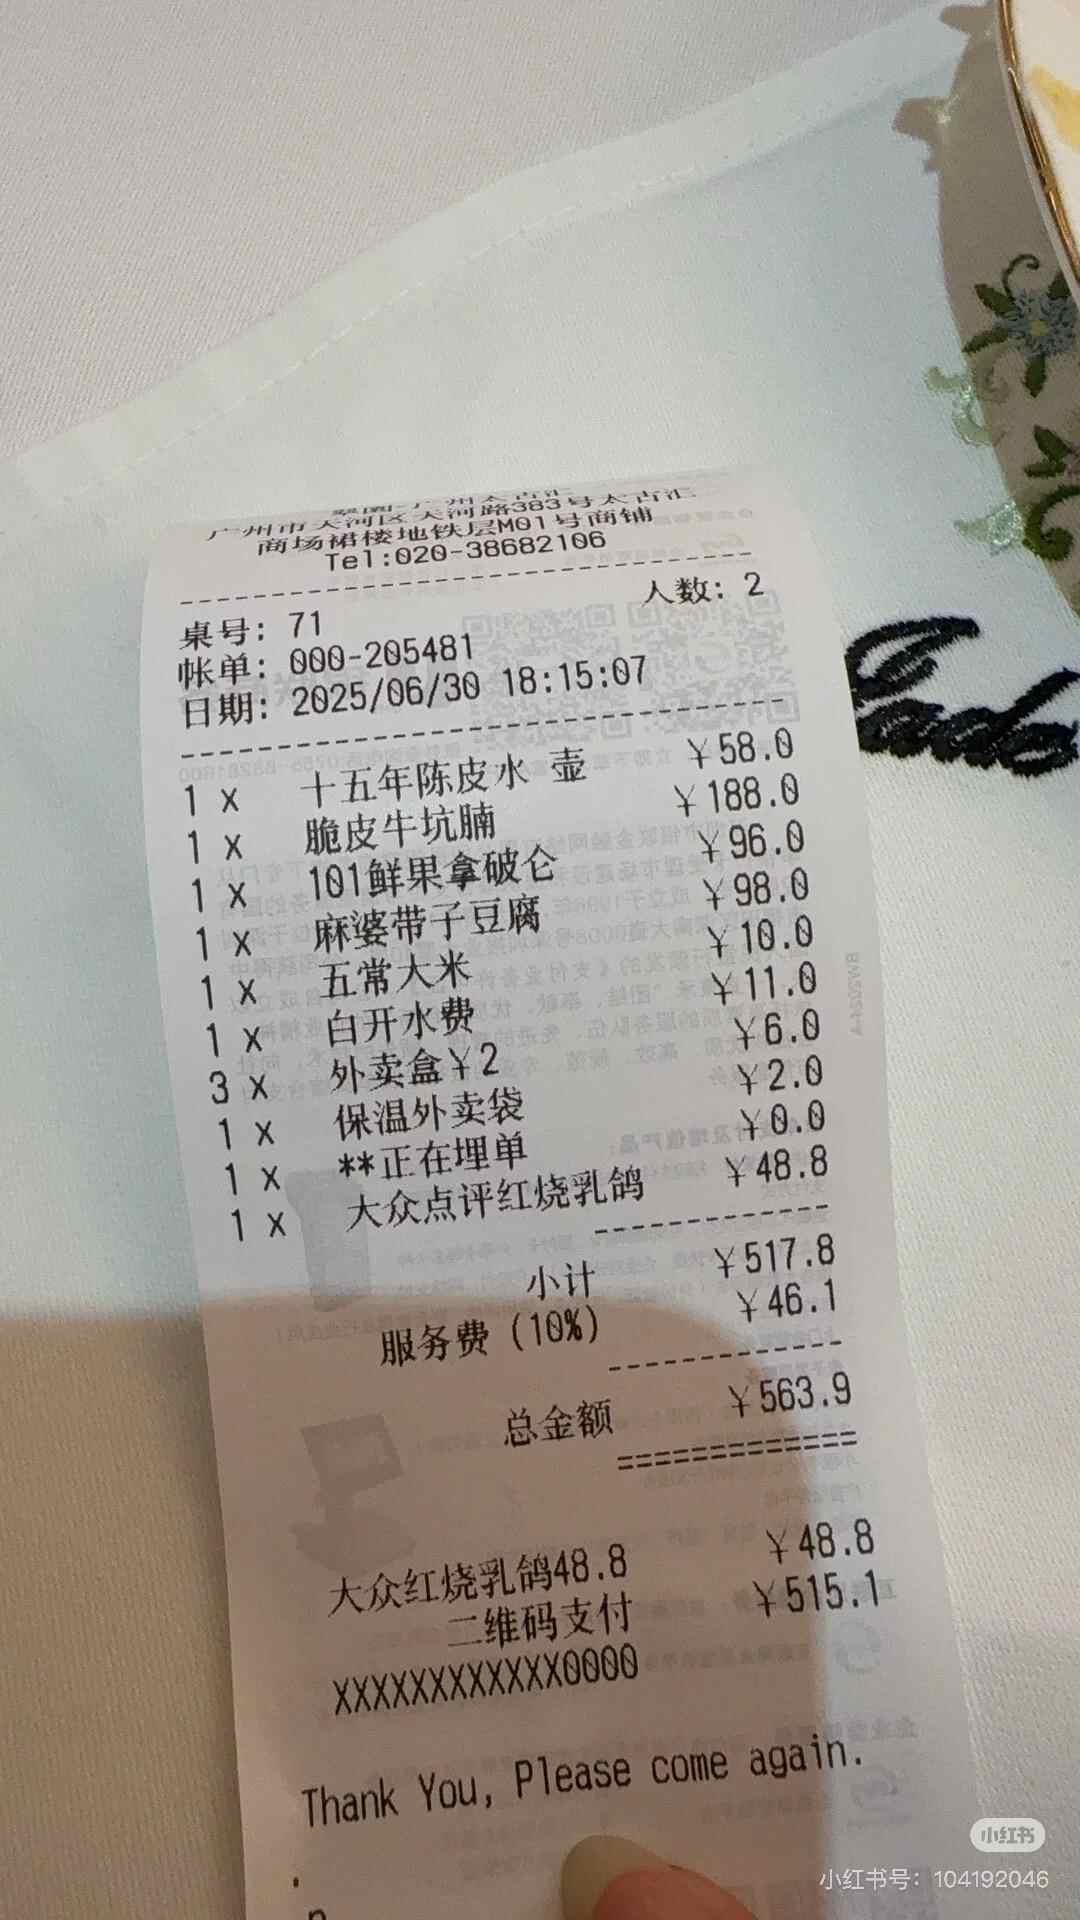 翠園-广州太古汇
广州市天河区天河路383号太古汇
商场裙楼地铁层M01号商铺
Tel:020-38682106
人数: 2
桌号: 71
帐单: 000-205481
日期: 2025/06/30 18:15:07
1 x 十五年陈皮水 壶 ¥58.0
1 x 脆皮牛坑腩 ¥188.0
1 x 101鲜果拿破仑 ¥96.0
1 x 麻婆带子豆腐 ¥98.0
1 x 五常大米 ¥10.0
1 x 白开水费 ¥11.0
3 x 外卖盒¥2 ¥6.0
1 x 保温外卖袋 ¥2.0
1 x **正在埋单 ¥0.0
1 x 大众点评红烧乳鸽 ¥48.8
小计 ¥517.8
服务费 (10%) ¥46.1
总金额 ¥563.9
大众红烧乳鸽48.8 ¥48.8
二维码支付 ¥515.1
XXXXXXXXXXXX0000
Thank You, Please come again.
小红书
小红书号: 104192046